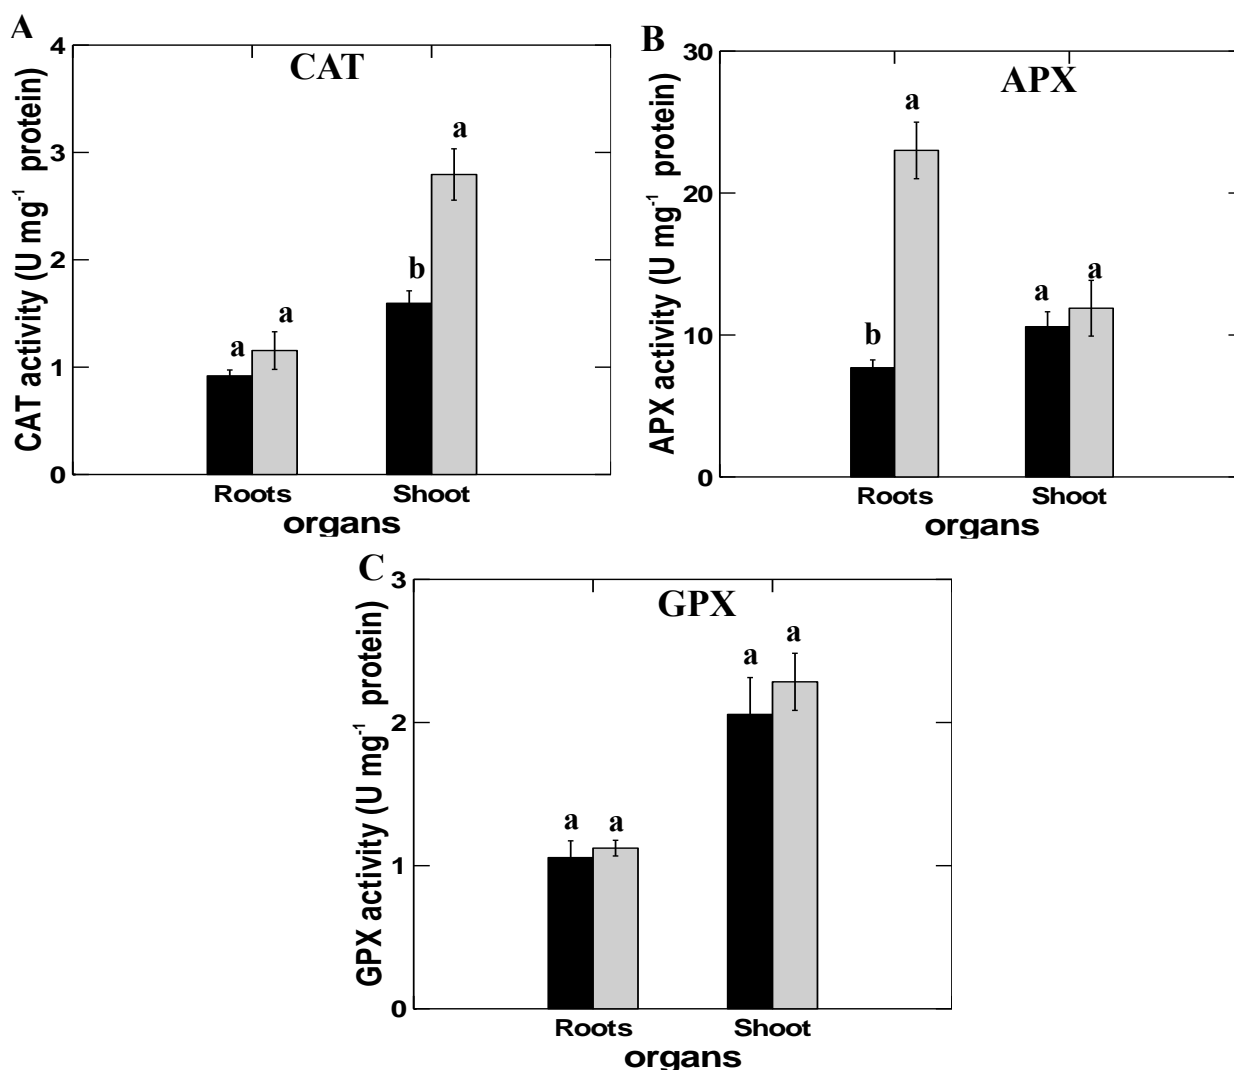 A
CAT
4
3
2
1
0
CAT activity (U mg⁻¹ protein)
a
a
b
a
Roots
Shoot
organs
B
APX
30
20
10
0
APX activity (U mg⁻¹ protein)
b
a
a
a
Roots
Shoot
organs
C
GPX
3
2
1
0
GPX activity (U mg⁻¹ protein)
a
a
a
a
Roots
Shoot
organs